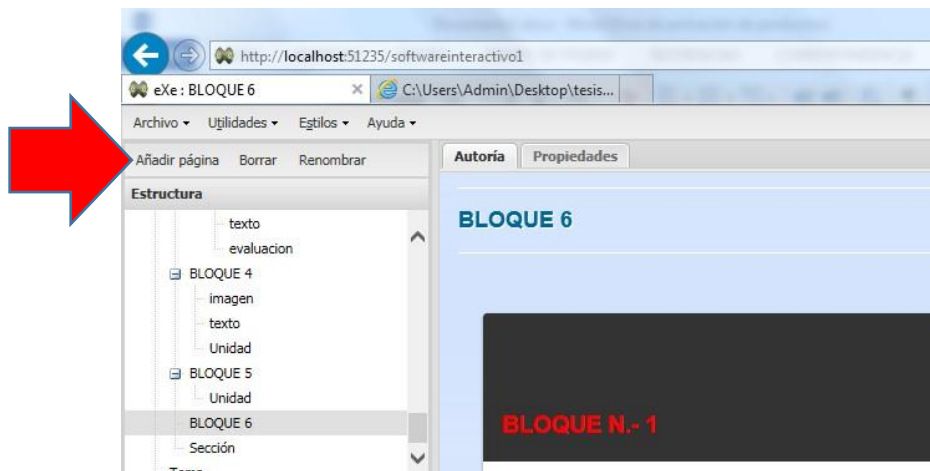 http://localhost:51235/softwareinteractivo1
eXe : BLOQUE 6
C:\Users\Admin\Desktop\tesis...
Archivo Utilidades Estilos Ayuda
Añadir página Borrar Renombrar
Autoría Propiedades
Estructura
texto
evaluacion
BLOQUE 4
imagen
texto
Unidad
BLOQUE 5
Unidad
BLOQUE 6
Sección
BLOQUE 6
BLOQUE N.- 1